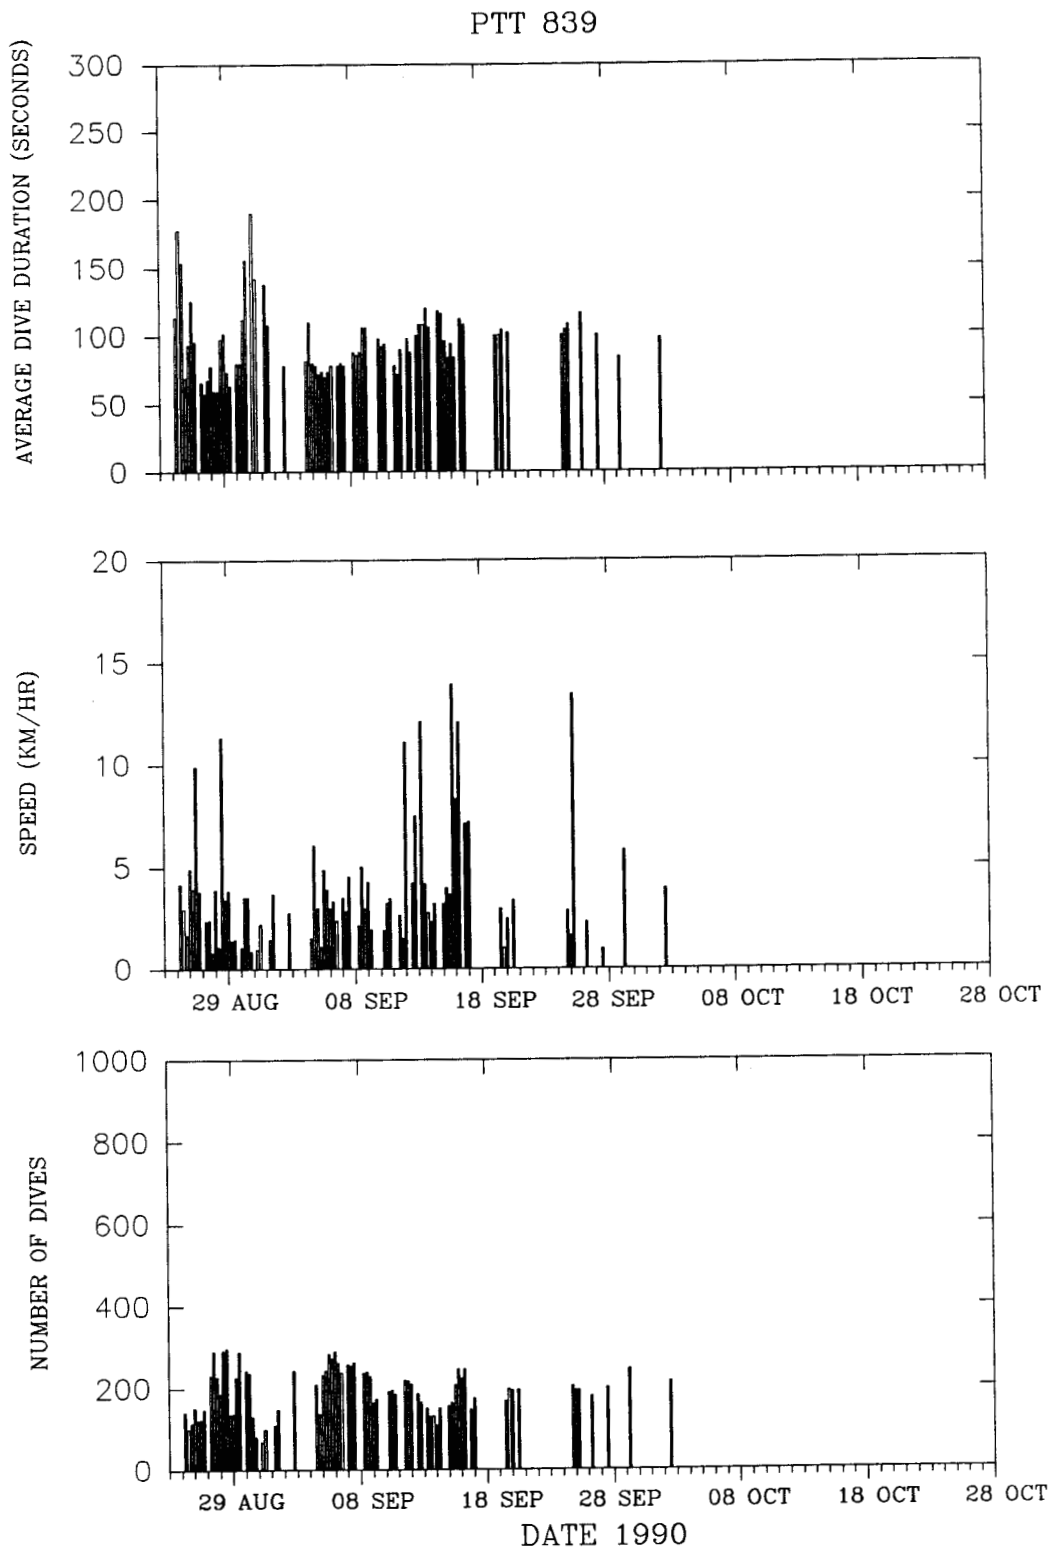 PTT 839
AVERAGE DIVE DURATION (SECONDS)
300
250
200
150
100
50
0
SPEED (KM/HR)
20
15
10
5
0
29 AUG 08 SEP 18 SEP 28 SEP 08 OCT 18 OCT 28 OCT
NUMBER OF DIVES
1000
800
600
400
200
0
29 AUG 08 SEP 18 SEP 28 SEP 08 OCT 18 OCT 28 OCT
DATE 1990